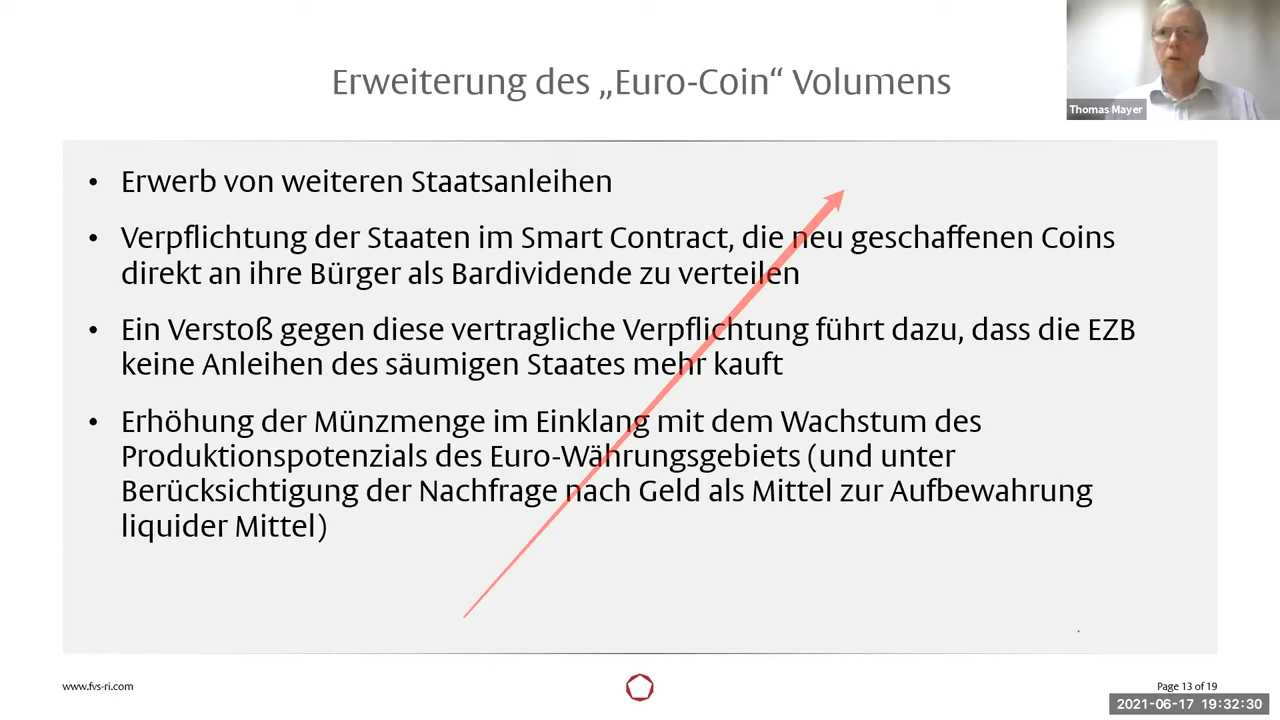 Erweiterung des „Euro-Coin“ Volumens
Thomas Mayer
• Erwerb von weiteren Staatsanleihen
• Verpflichtung der Staaten im Smart Contract, die neu geschaffenen Coins
direkt an ihre Bürger als Bardividende zu verteilen
• Ein Verstoß gegen diese vertragliche Verpflichtung führt dazu, dass die EZB
keine Anleihen des säumigen Staates mehr kauft
• Erhöhung der Münzmenge im Einklang mit dem Wachstum des
Produktionspotenzials des Euro-Währungsgebiets (und unter
Berücksichtigung der Nachfrage nach Geld als Mittel zur Aufbewahrung
liquider Mittel)
www.fvs-ri.com
Page 13 of 19
2021-06-17 19:32:30